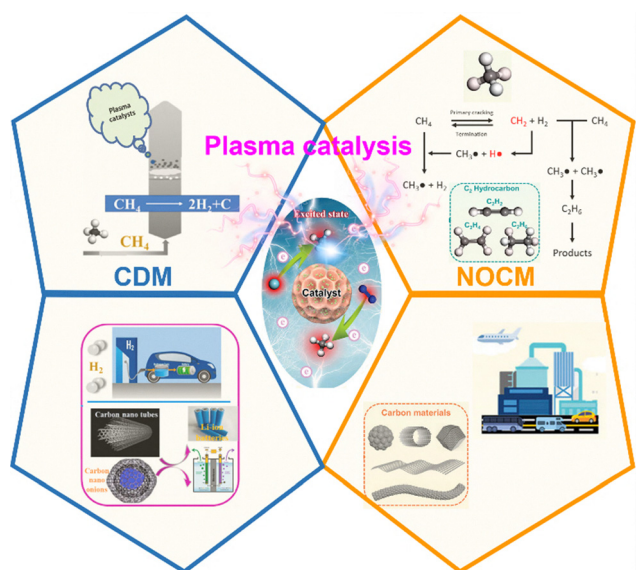 Plasma
catalysts
CH₄ → 2H₂+C
CH₄
CDM
Plasma catalysis
Primary cracking
CH₄ CH₂ + H₂ CH₄
Termination
CH₃● + H●
CH₃● + H₂
CH₃● + CH₃●
C₂ Hydrocarbon
C₂H₂
C₂H₄ C₂H₆
C₂H₆
Products
NOCM
Excited state
Catalyst
e
e
e
e
e
e
H₂
H₂
Carbon nano tubes
Li-ion
Carbon
nano
onions
Carbon materials